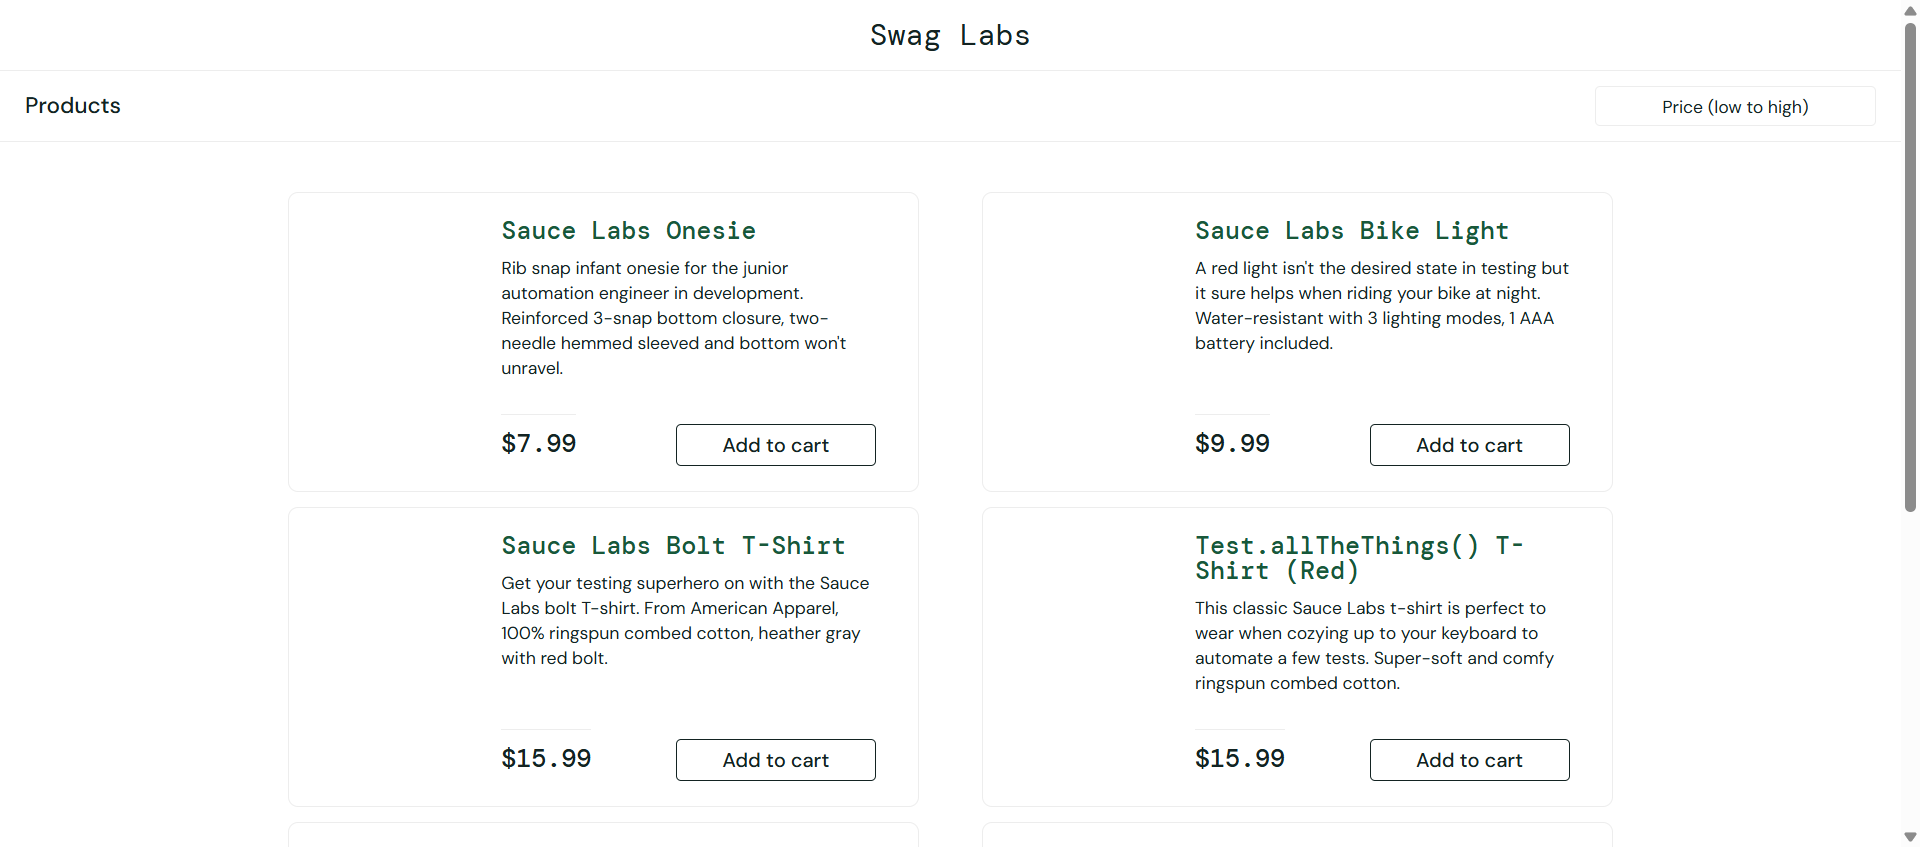 Swag Labs
Products
Price (low to high)
Sauce Labs Onesie
Rib snap infant onesie for the junior
automation engineer in development.
Reinforced 3-snap bottom closure, two-
needle hemmed sleeved and bottom won't
unravel.
$7.99
Add to cart
Sauce Labs Bike Light
A red light isn't the desired state in testing but
it sure helps when riding your bike at night.
Water-resistant with 3 lighting modes, 1 AAA
battery included.
$9.99
Add to cart
Sauce Labs Bolt T-Shirt
Get your testing superhero on with the Sauce
Labs bolt T-shirt. From American Apparel,
100% ringspun combed cotton, heather gray
with red bolt.
$15.99
Add to cart
Test.allTheThings() T-
Shirt (Red)
This classic Sauce Labs t-shirt is perfect to
wear when cozying up to your keyboard to
automate a few tests. Super-soft and comfy
ringspun combed cotton.
$15.99
Add to cart